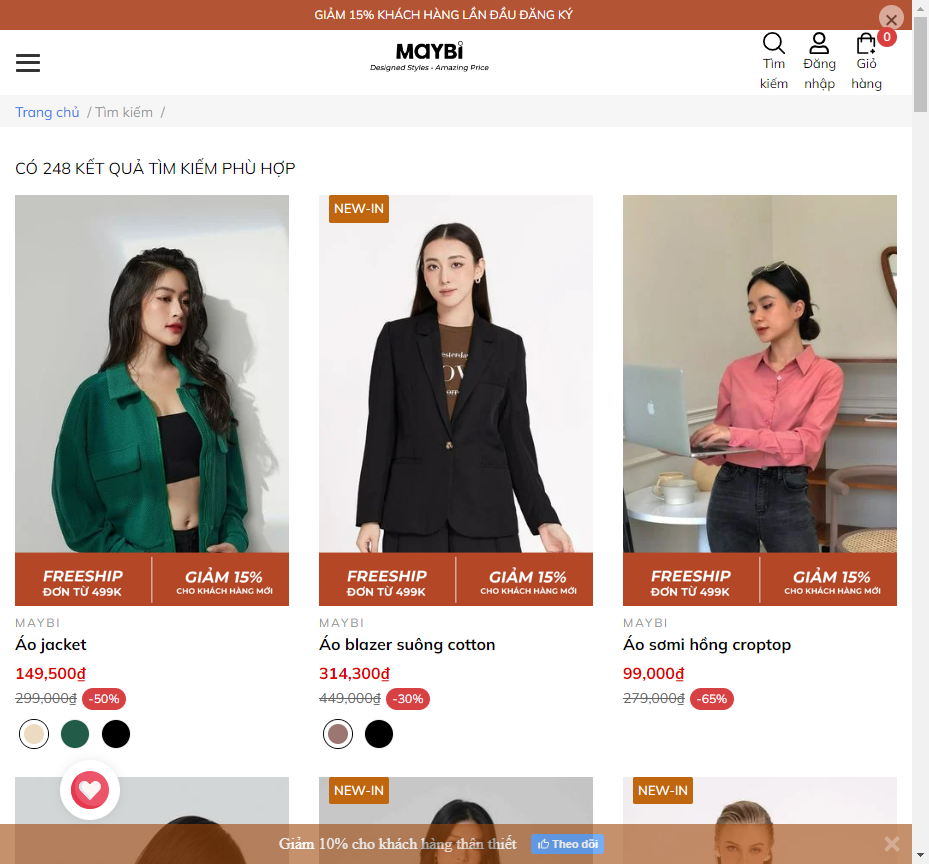 GIẢM 15% KHÁCH HÀNG LẦN ĐẦU ĐĂNG KÝ
MAYBI
Designed Styles - Amazing Price
Tìm kiếm
Đăng nhập
Giỏ hàng
0
Trang chủ / Tìm kiếm /
CÓ 248 KẾT QUẢ TÌM KIẾM PHÙ HỢP
FREESHIP
ĐƠN TỪ 499K
GIẢM 15%
CHO KHÁCH HÀNG MỚI
MAYBI
Áo jacket
149,500₫
299,000₫ -50%
NEW-IN
FREESHIP
ĐƠN TỪ 499K
GIẢM 15%
CHO KHÁCH HÀNG MỚI
MAYBI
Áo blazer suông cotton
314,300₫
449,000₫ -30%
FREESHIP
ĐƠN TỪ 499K
GIẢM 15%
CHO KHÁCH HÀNG MỚI
MAYBI
Áo sơmi hồng croptop
99,000₫
279,000₫ -65%
NEW-IN
NEW-IN
Giảm 10% cho khách hàng thân thiết
Theo dõi